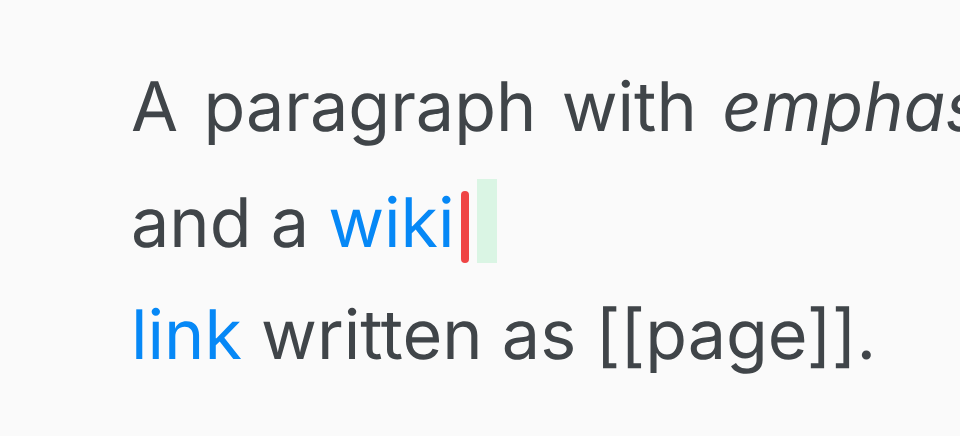 A paragraph with emphas
and a wiki
link written as [[page]].